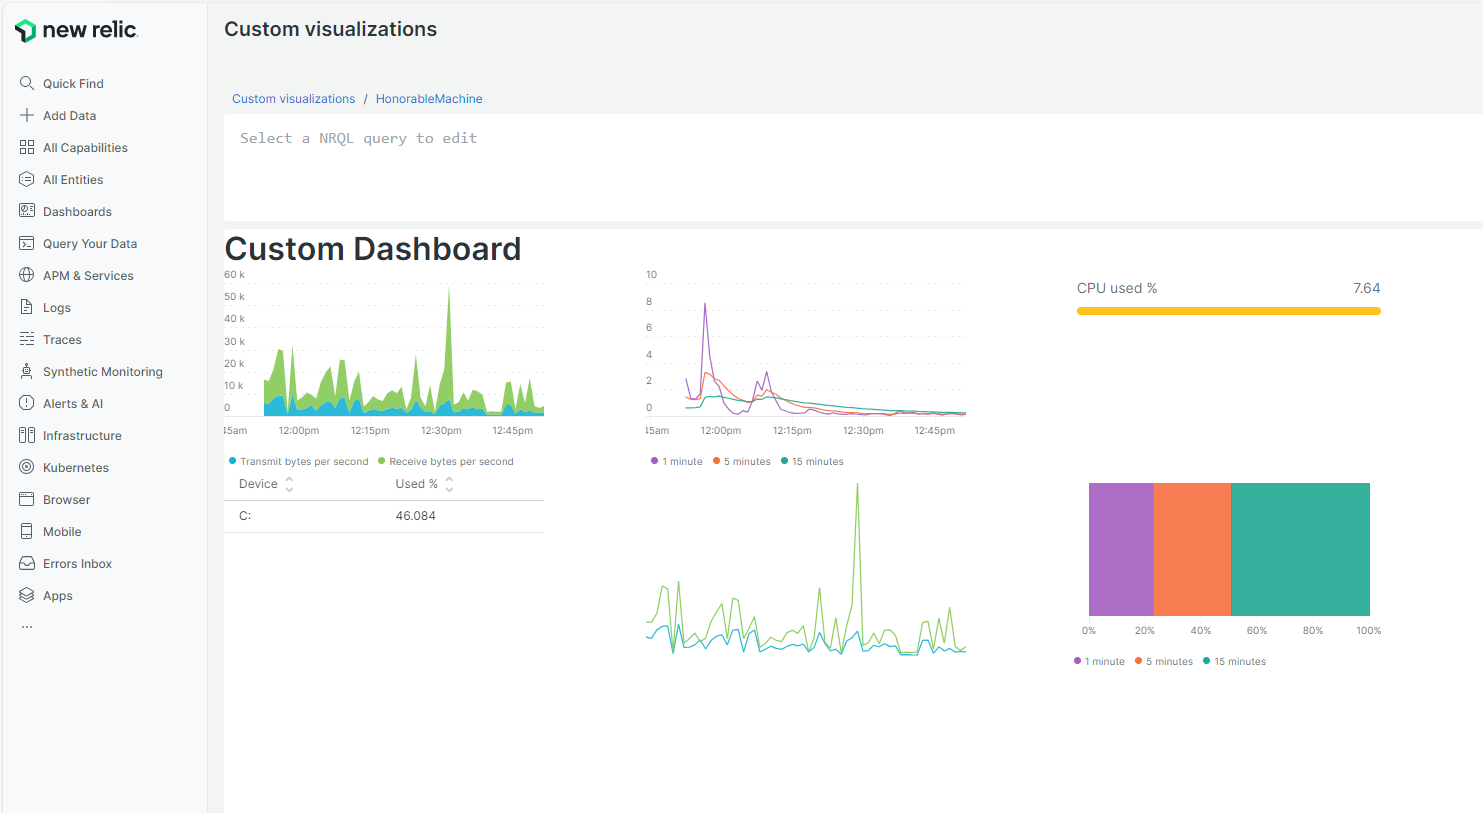 new relic
Quick Find
Add Data
All Capabilities
All Entities
Dashboards
Query Your Data
APM & Services
Logs
Traces
Synthetic Monitoring
Alerts & AI
Infrastructure
Kubernetes
Browser
Mobile
Errors Inbox
Apps
...
Custom visualizations
Custom visualizations / HonorableMachine
Select a NRQL query to edit
Custom Dashboard
60 k
50 k
40 k
30 k
20 k
10 k
0
:45am 12:00pm 12:15pm 12:30pm 12:45pm
Transmit bytes per second Receive bytes per second
Device Used %
C: 46.084
10
8
6
4
2
0
:45am 12:00pm 12:15pm 12:30pm 12:45pm
1 minute 5 minutes 15 minutes
CPU used % 7.64
0% 20% 40% 60% 80% 100%
1 minute 5 minutes 15 minutes